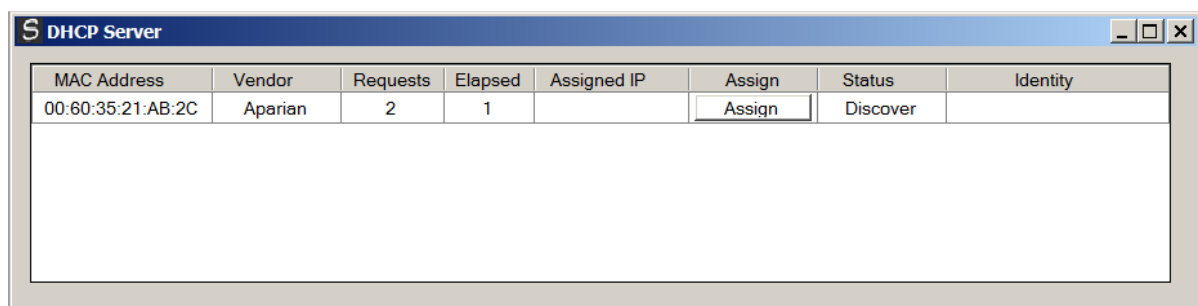 S DHCP Server
MAC Address Vendor Requests Elapsed Assigned IP Assign Status Identity
00:60:35:21:AB:2C Aparian 2 1 Assign Discover